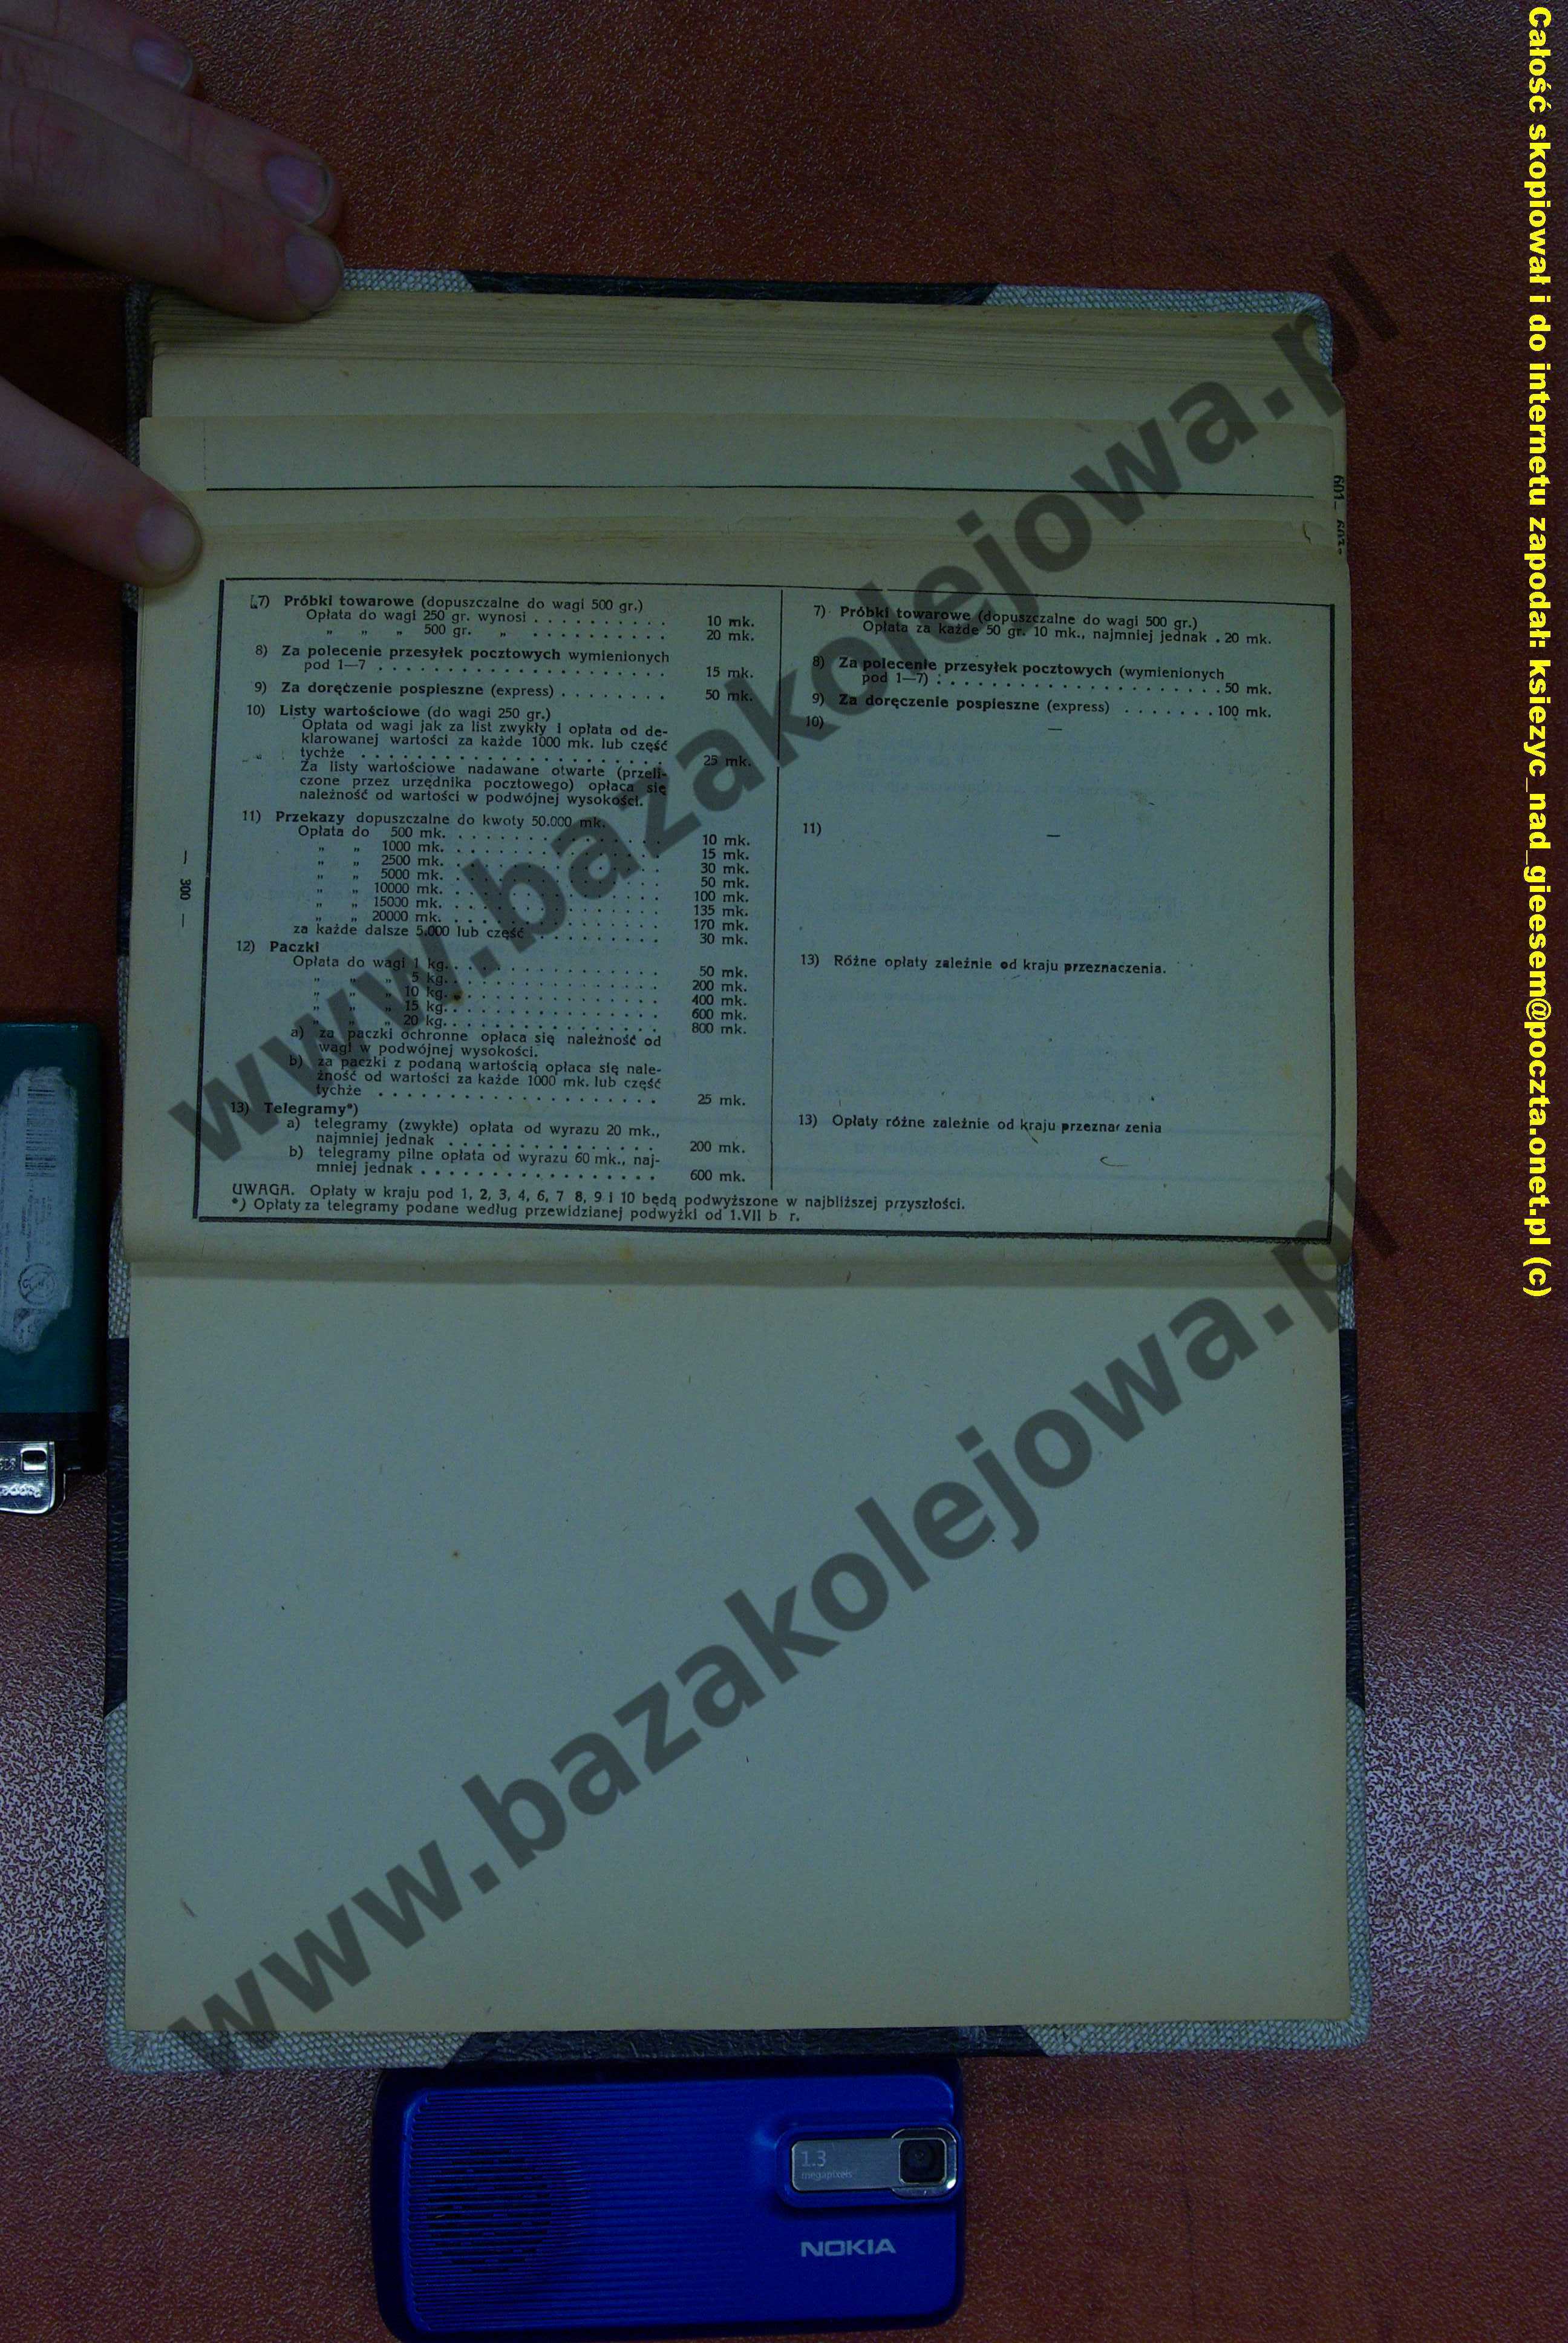 7) Próbki towarowe (dopuszczalne do wagi 500 gr.)
Opłata do wagi 250 gr. wynosi . . . . . . . . . . 10 mk.
„ „ „ 500 gr. „ . . . . . . . . . . 20 mk.
8) Za polecenie przesyłek pocztowych wymienionych
pod 1—7 . . . . . . . . . . . . . . . . . . . . 15 mk.
9) Za doręczenie pospieszne (express) . . . . . . . . 50 mk.
10) Listy wartościowe (do wagi 250 gr.)
Opłata od wagi jak za list zwykły i opłata od de-
klarowanej wartości za każde 1000 mk. lub część
tychże . . . . . . . . . . . . . . . . . . . . . 25 mk.
Za listy wartościowe nadawane otwarte (przeli-
czone przez urzędnika pocztowego) opłaca się
należność od wartości w podwójnej wysokości.
11) Przekazy dopuszczalne do kwoty 50.000 mk.
Opłata do 500 mk. . . . . . . . . . . . . . . . 10 mk.
„ „ 1000 mk. . . . . . . . . . . . . . . . 15 mk.
„ „ 2500 mk. . . . . . . . . . . . . . . . 30 mk.
„ „ 5000 mk. . . . . . . . . . . . . . . . 50 mk.
„ „ 10000 mk. . . . . . . . . . . . . . . . 100 mk.
„ „ 15000 mk. . . . . . . . . . . . . . . . 135 mk.
„ „ 20000 mk. . . . . . . . . . . . . . . . 170 mk.
za każde dalsze 5.000 lub część . . . . . . . . . 30 mk.
12) Paczki
Opłata do wagi 1 kg. . . . . . . . . . . . . . . . 50 mk.
„ „ „ 5 kg. . . . . . . . . . . . . . . . 200 mk.
„ „ „ 10 kg. . . . . . . . . . . . . . . . 400 mk.
„ „ „ 15 kg. . . . . . . . . . . . . . . . 600 mk.
„ „ „ 20 kg. . . . . . . . . . . . . . . . 800 mk.
a) za paczki ochronne opłaca się należność od
wagi w podwójnej wysokości.
b) za paczki z podaną wartością opłaca się nale-
żność od wartości za każde 1000 mk. lub część
tychże . . . . . . . . . . . . . . . . . . . . 25 mk.
13) Telegramy*)
a) telegramy (zwykłe) opłata od wyrazu 20 mk.,
najmniej jednak . . . . . . . . . . . . . . . 200 mk.
b) telegramy pilne opłata od wyrazu 60 mk., naj-
mniej jednak . . . . . . . . . . . . . . . . . 600 mk.
7) Próbki towarowe (dopuszczalne do wagi 500 gr.)
Opłata za każde 50 gr. 10 mk., najmniej jednak . 20 mk.
8) Za polecenie przesyłek pocztowych (wymienionych
pod 1—7) . . . . . . . . . . . . . . . . . . . . . 50 mk.
9) Za doręczenie pospieszne (express) . . . . . . . 100 mk.
10) —
11) —
13) Różne opłaty zależnie od kraju przeznaczenia.
13) Opłaty różne zależnie od kraju przeznac zenia
UWAGA. Opłaty w kraju pod 1, 2, 3, 4, 6, 7 8, 9 i 10 będą podwyższone w najbliższej przyszłości.
*) Opłaty za telegramy podane według przewidzianej podwyżki od 1.VII b r.
— 300 —
601—
www.bazakolejowa.pl
www.bazakolejowa.pl
Całość skopiował i do internetu zapodał: ksiezyc_nad_gieesem@poczta.onet.pl (c)
1.3
megapixels
NOKIA